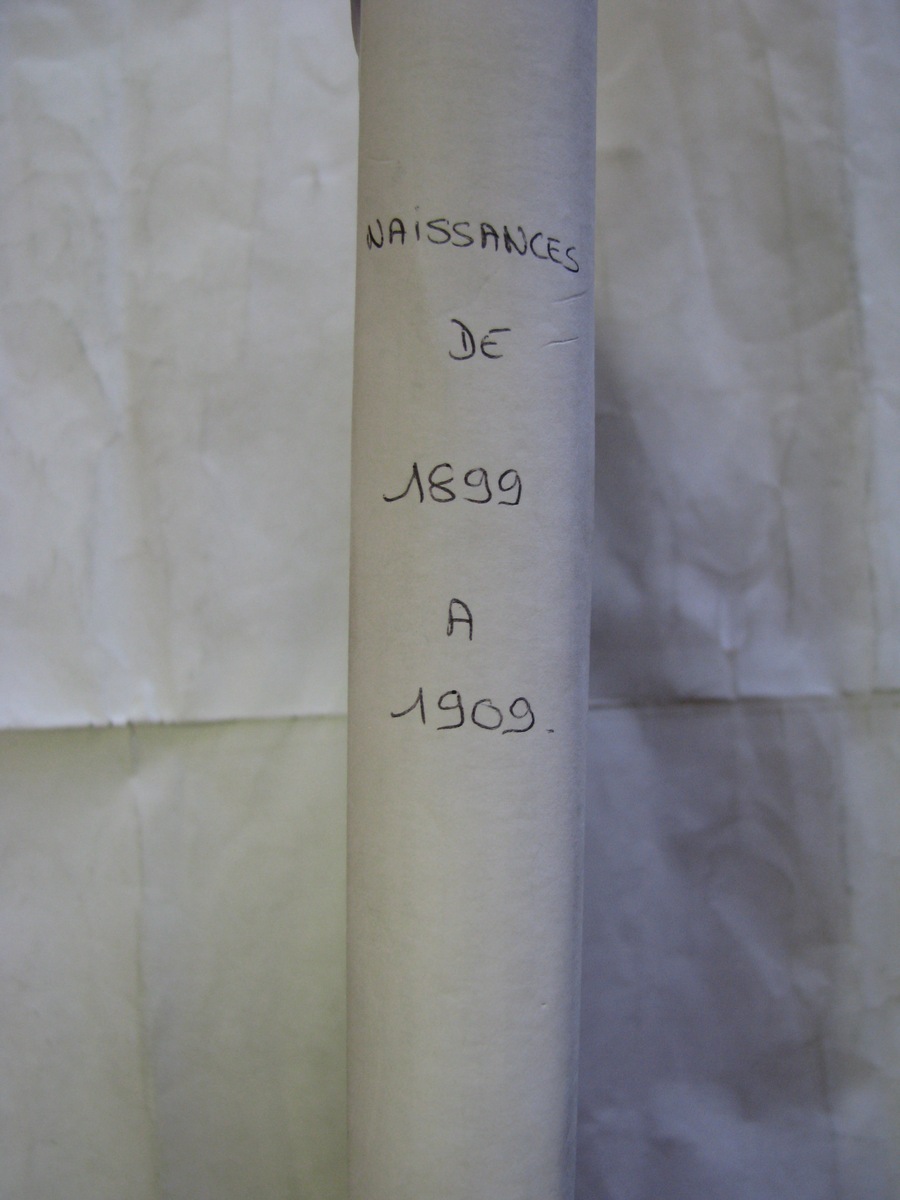 NAISSANCES
DE
1899
A
1909.